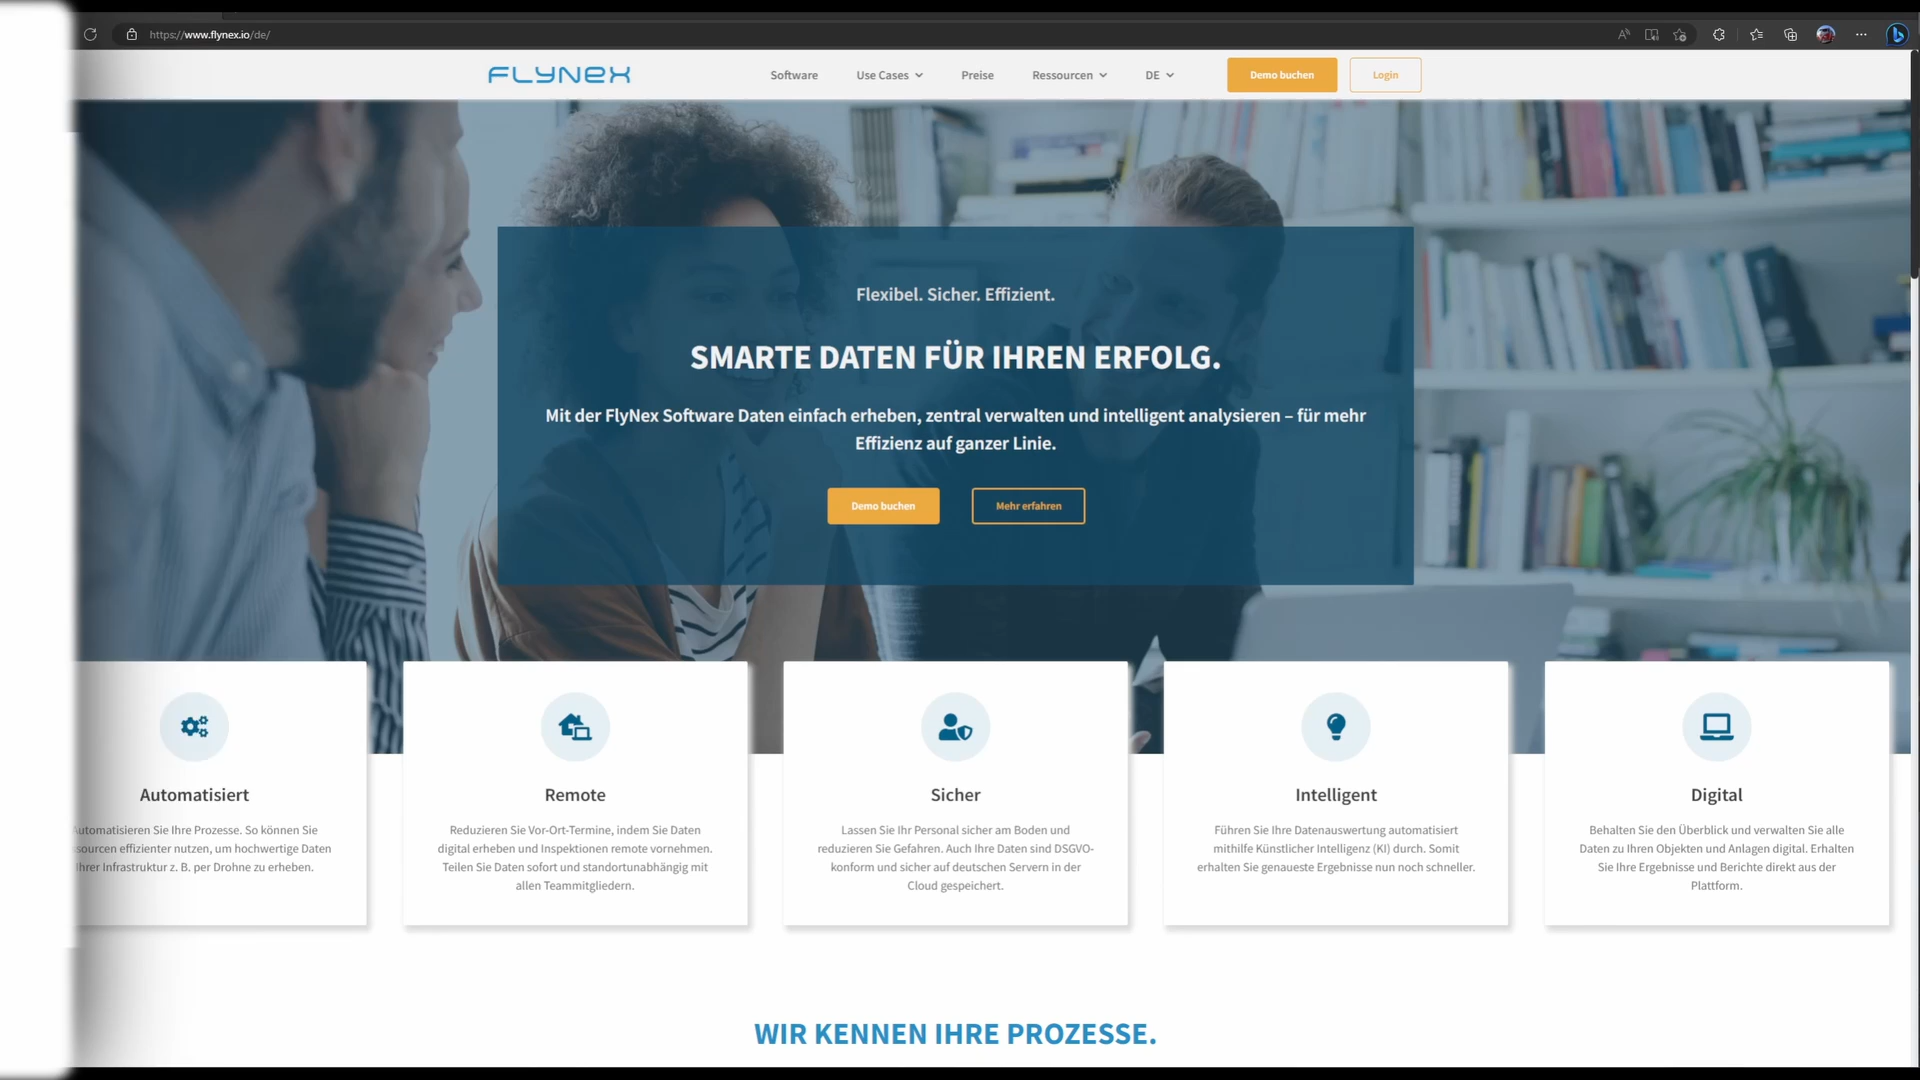 https://www.flynex.io/de/
FLYNEX
Software
Use Cases
Preise
Ressourcen
DE
Demo buchen
Login
Flexibel. Sicher. Effizient.
SMARTE DATEN FÜR IHREN ERFOLG.
Mit der FlyNex Software Daten einfach erheben, zentral verwalten und intelligent analysieren – für mehr
Effizienz auf ganzer Linie.
Demo buchen
Mehr erfahren
Automatisiert
Automatisieren Sie Ihre Prozesse. So können Sie
effizienter nutzen, um hochwertige Daten
Ihrer Infrastruktur z. B. per Drohne zu erheben.
Remote
Reduzieren Sie Vor-Ort-Termine, indem Sie Daten
digital erheben und Inspektionen remote vornehmen.
Teilen Sie Daten sofort und standortunabhängig mit
allen Teammitgliedern.
Sicher
Lassen Sie Ihr Personal sicher am Boden und
reduzieren Sie Gefahren. Auch Ihre Daten sind DSGVO-
konform und sicher auf deutschen Servern in der
Cloud gespeichert.
Intelligent
Führen Sie Ihre Datenauswertung automatisiert
mithilfe Künstlicher Intelligenz (KI) durch. Somit
erhalten Sie genaueste Ergebnisse nun noch schneller.
Digital
Behalten Sie den Überblick und verwalten Sie alle
Daten zu Ihren Objekten und Anlagen digital. Erhalten
Sie Ihre Ergebnisse und Berichte direkt aus der
Plattform.
WIR KENNEN IHRE PROZESSE.